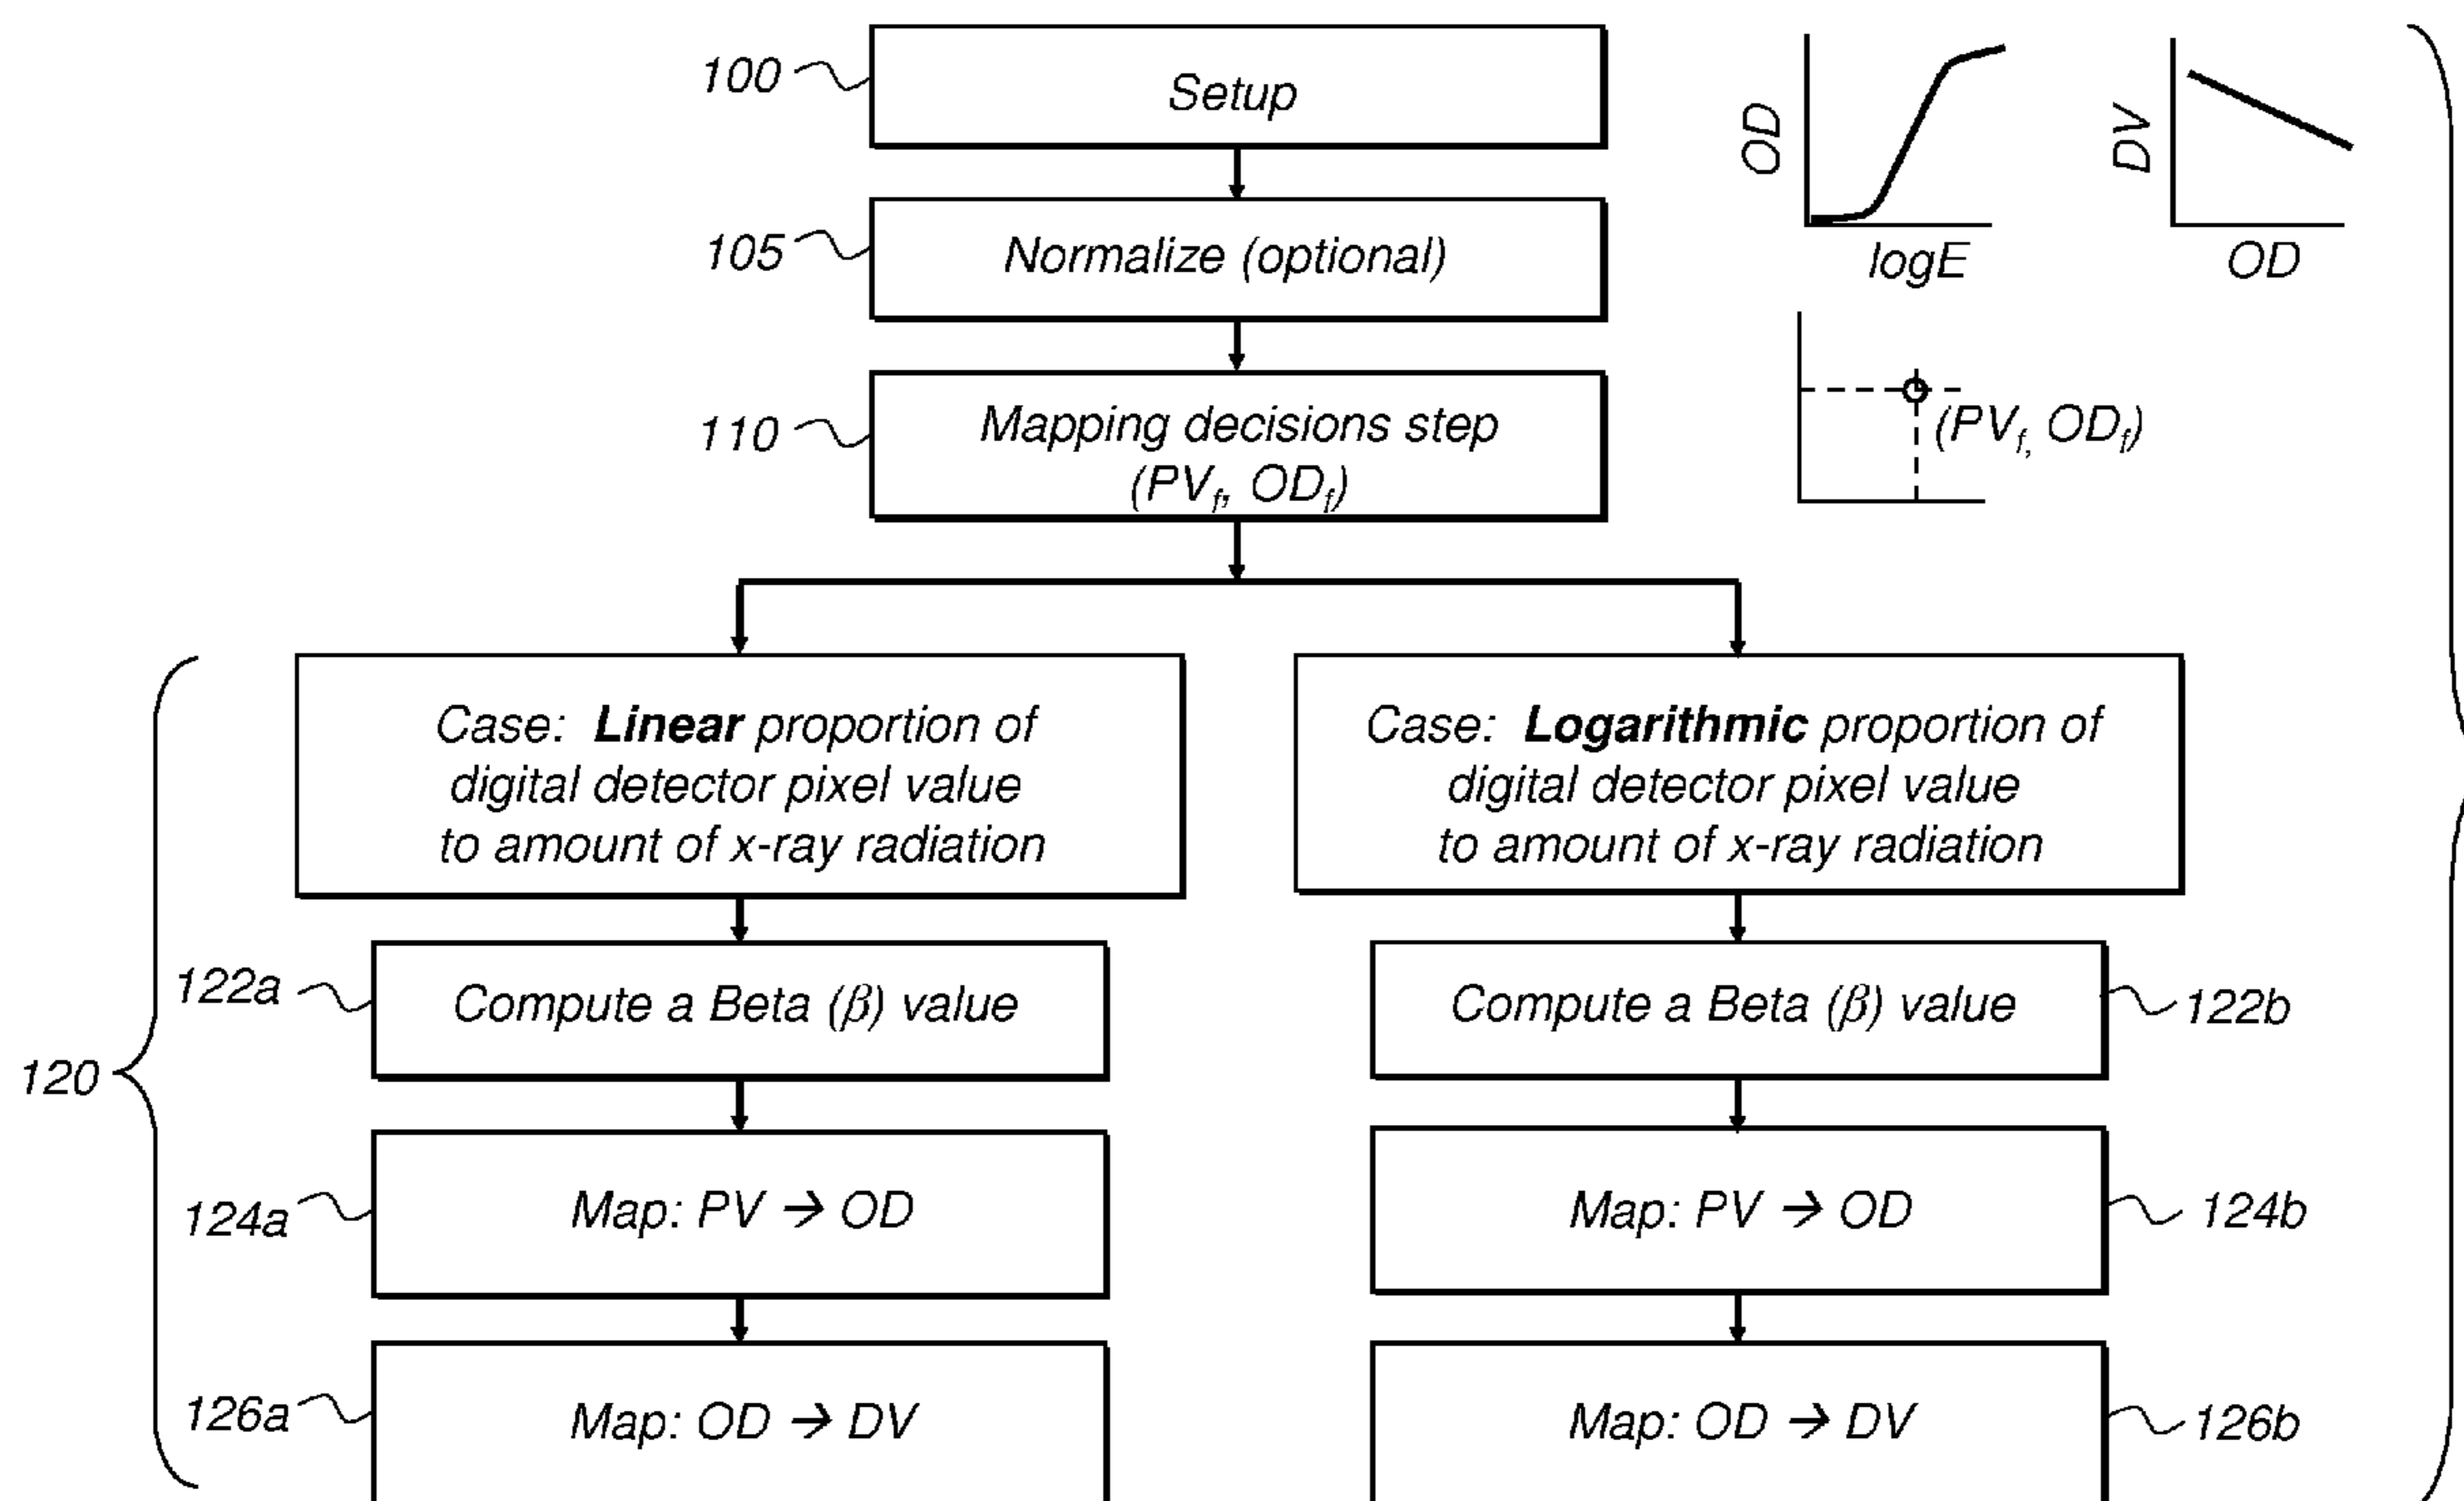 100
Setup
OD
logE
DV
OD
105
Normalize (optional)
110
Mapping decisions step
(PVf, ODf)
(PVf, ODf)
Case: Linear proportion of
digital detector pixel value
to amount of x-ray radiation
Case: Logarithmic proportion of
digital detector pixel value
to amount of x-ray radiation
120
122a
Compute a Beta (β) value
Compute a Beta (β) value
122b
124a
Map: PV → OD
Map: PV → OD
124b
126a
Map: OD → DV
Map: OD → DV
126b